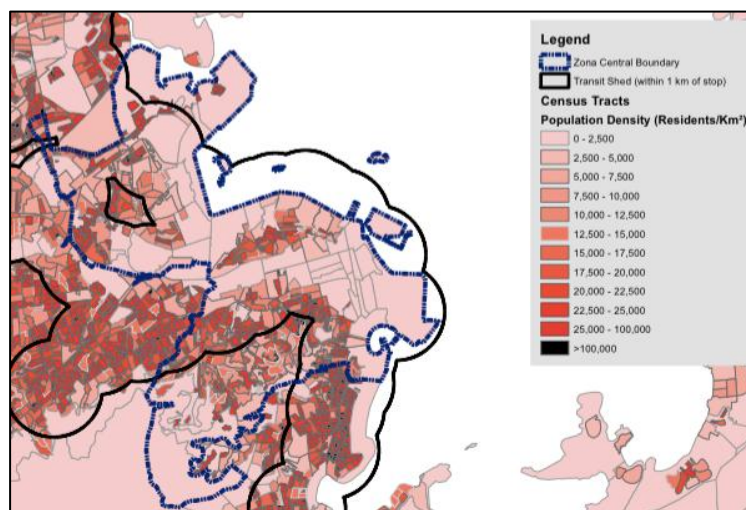 Legend
Zona Central Boundary
Transit Shed (within 1 km of stop)
Census Tracts
Population Density (Residents/Km²)
0 - 2,500
2,500 - 5,000
5,000 - 7,500
7,500 - 10,000
10,000 - 12,500
12,500 - 15,000
15,000 - 17,500
17,500 - 20,000
20,000 - 22,500
22,500 - 25,000
25,000 - 100,000
>100,000